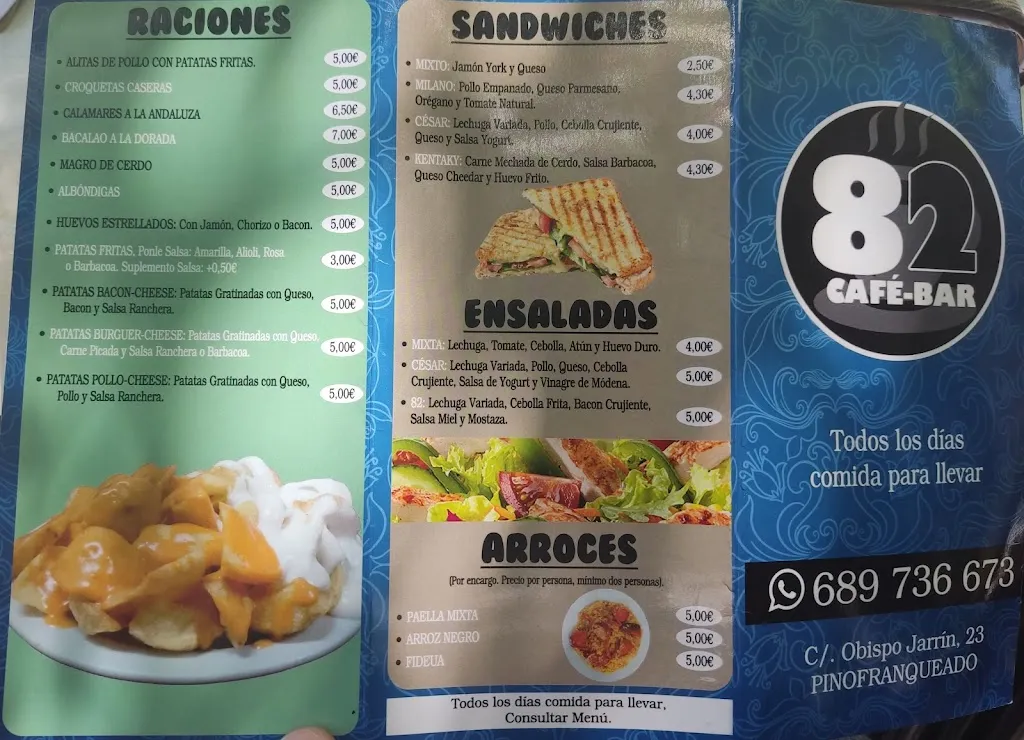 RACIONES
• ALITAS DE POLLO CON PATATAS FRITAS. 5,00€
• CROQUETAS CASERAS 5,00€
• CALAMARES A LA ANDALUZA 6,50€
• BACALAO A LA DORADA 7,00€
• MAGRO DE CERDO 5,00€
• ALBÓNDIGAS 5,00€
• HUEVOS ESTRELLADOS: Con Jamón, Chorizo o Bacon. 5,00€
• PATATAS FRITAS, Ponle Salsa: Amarilla, Alioli, Rosa
o Barbacoa. Suplemento Salsa: +0,50€ 3,00€
• PATATAS BACON-CHEESE: Patatas Gratinadas con Queso,
Bacon y Salsa Ranchera. 5,00€
• PATATAS BURGUER-CHEESE: Patatas Gratinadas con Queso,
Carne Picada y Salsa Ranchera o Barbacoa. 5,00€
• PATATAS POLLO-CHEESE: Patatas Gratinadas con Queso,
Pollo y Salsa Ranchera. 5,00€
SANDWICHES
• MIXTO: Jamón York y Queso 2,50€
• MILANO: Pollo Empanado, Queso Parmesano,
Orégano y Tomate Natural. 4,30€
• CÉSAR: Lechuga Variada, Pollo, Cebolla Crujiente,
Queso y Salsa Yogurt. 4,00€
• KENTAKY: Carne Mechada de Cerdo, Salsa Barbacoa,
Queso Cheedar y Huevo Frito. 4,30€
ENSALADAS
• MIXTA: Lechuga, Tomate, Cebolla, Atún y Huevo Duro. 4,00€
• CÉSAR: Lechuga Variada, Pollo, Queso, Cebolla
Crujiente, Salsa de Yogurt y Vinagre de Módena. 5,00€
• 82: Lechuga Variada, Cebolla Frita, Bacon Crujiente,
Salsa Miel y Mostaza. 5,00€
ARROCES
(Por encargo. Precio por persona, mínimo dos personas).
• PAELLA MIXTA 5,00€
• ARROZ NEGRO 5,00€
• FIDEUA 5,00€
Todos los días comida para llevar,
Consultar Menú.
82
CAFÉ-BAR
Todos los días
comida para llevar
689 736 673
C/. Obispo Jarrín, 23
PINOFRANQUEADO